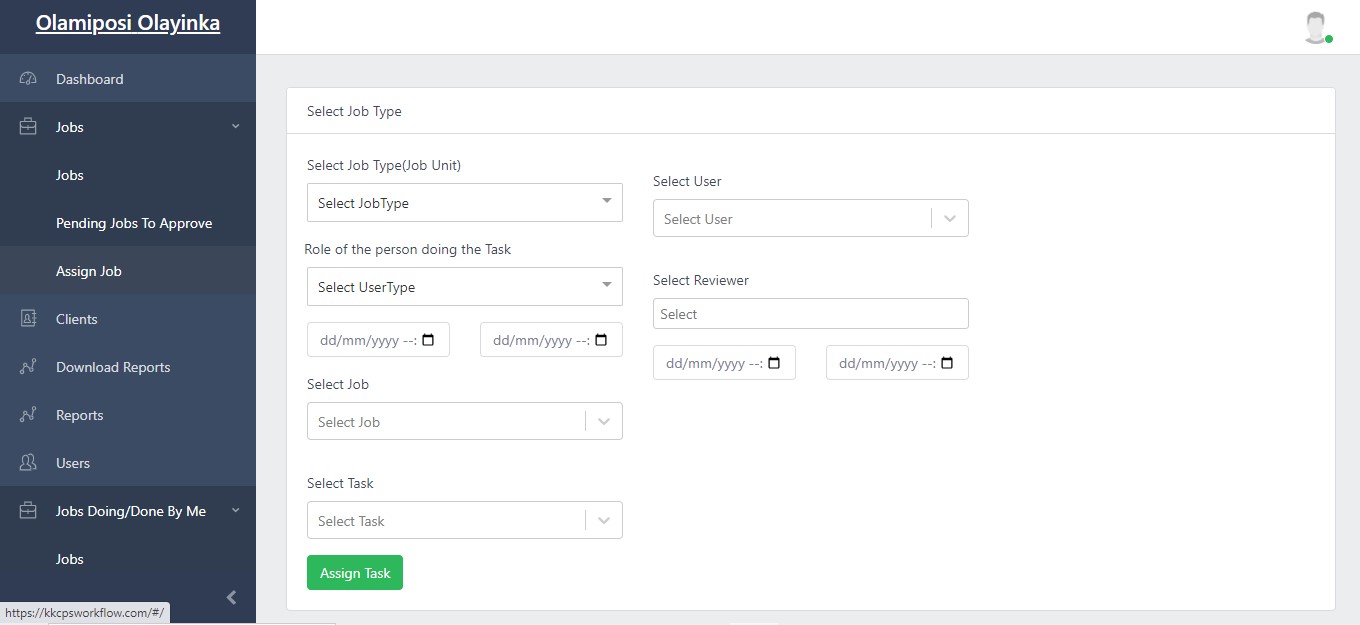 Olamiposi Olayinka
Dashboard
Jobs
Jobs
Pending Jobs To Approve
Assign Job
Clients
Download Reports
Reports
Users
Jobs Doing/Done By Me
Jobs
https://kkcpsworkflow.com/#/
Select Job Type
Select Job Type(Job Unit)
Select JobType
Role of the person doing the Task
Select UserType
dd/mm/yyyy --: dd/mm/yyyy --:
Select Job
Select Job
Select Task
Select Task
Assign Task
Select User
Select User
Select Reviewer
Select
dd/mm/yyyy --: dd/mm/yyyy --: